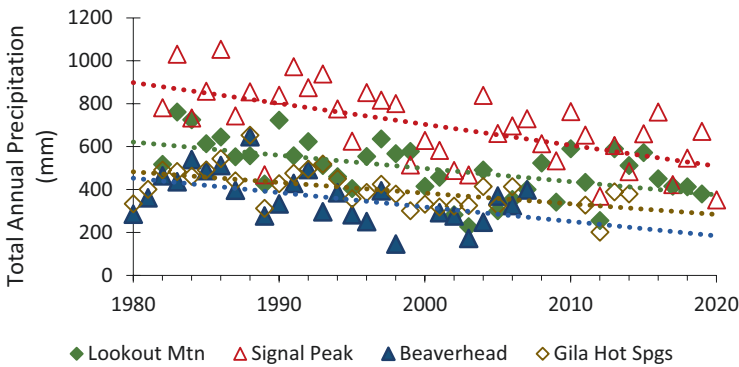 Total Annual Precipitation
(mm)
1200
1000
800
600
400
200
0
1980 1990 2000 2010 2020
Lookout Mtn Signal Peak Beaverhead Gila Hot Spgs